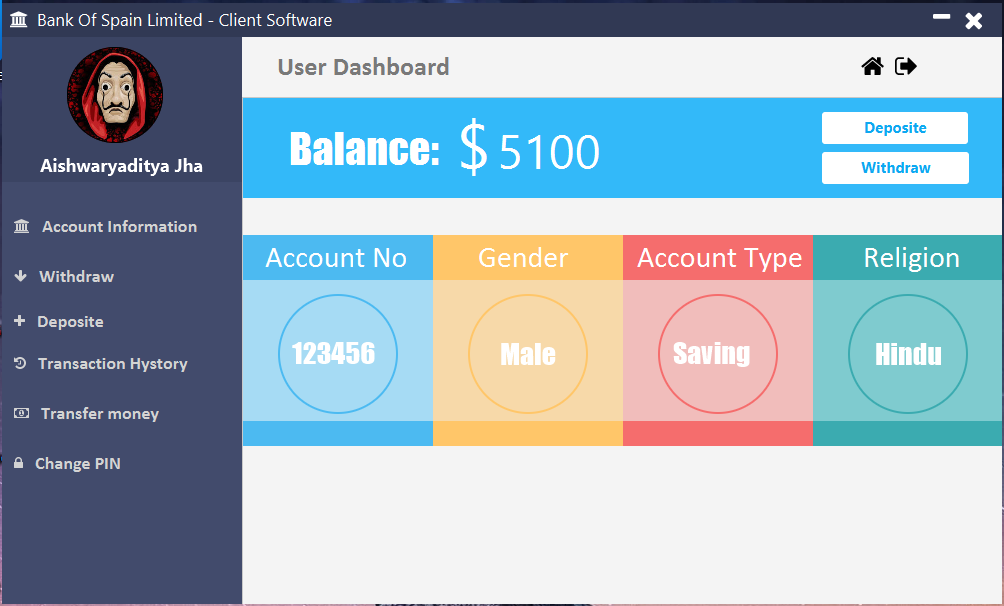 Bank Of Spain Limited - Client Software
Aishwaryaditya Jha
Account Information
Withdraw
Deposite
Transaction Hystory
Transfer money
Change PIN
User Dashboard
Balance: $ 5100
Deposite
Withdraw
Account No Gender Account Type Religion
123456 Male Saving Hindu